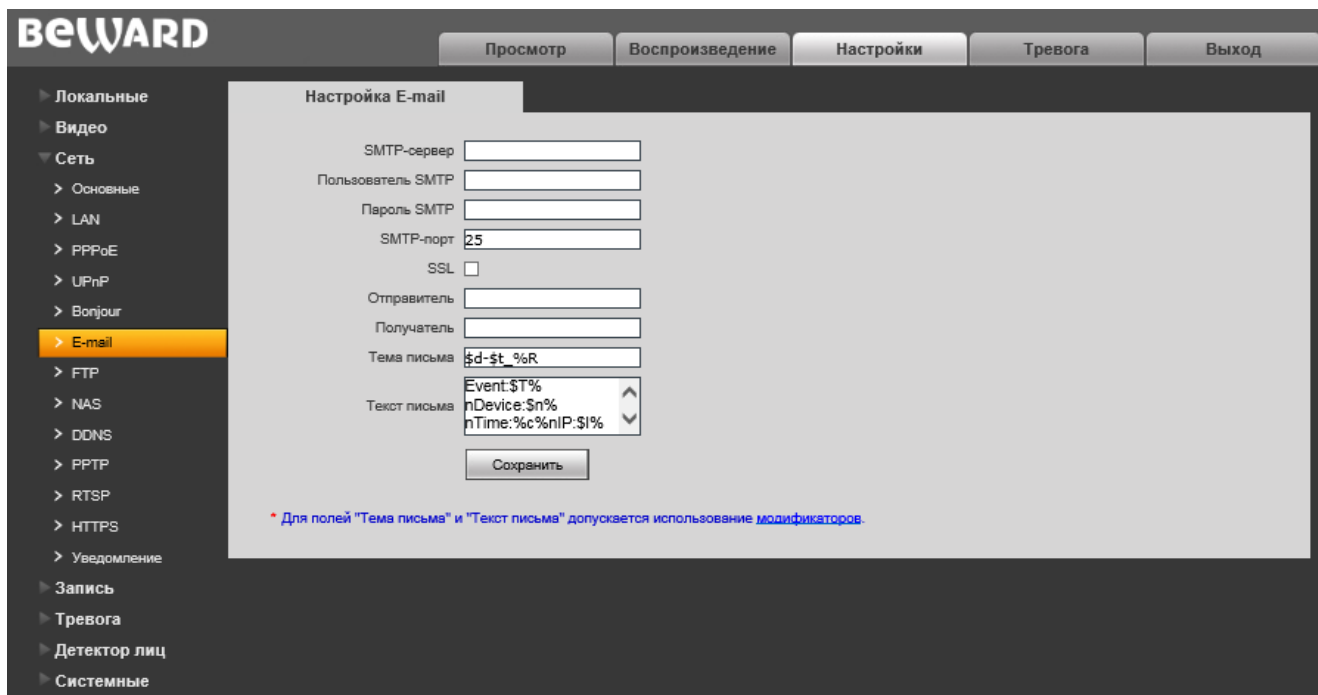 BEWARD
Просмотр Воспроизведение Настройки Тревога Выход
Локальные
Видео
Сеть
Основные
LAN
PPPoE
UPnP
Bonjour
E-mail
FTP
NAS
DDNS
PPTP
RTSP
HTTPS
Уведомление
Запись
Тревога
Детектор лиц
Системные
Настройка E-mail
SMTP-сервер
Пользователь SMTP
Пароль SMTP
SMTP-порт 25
SSL
Отправитель
Получатель
Тема письма $d-$t_%R
Текст письма Event:$T%
nDevice:$n%
nTime:%c%nIP:$I%
Сохранить
* Для полей "Тема письма" и "Текст письма" допускается использование модификаторов.